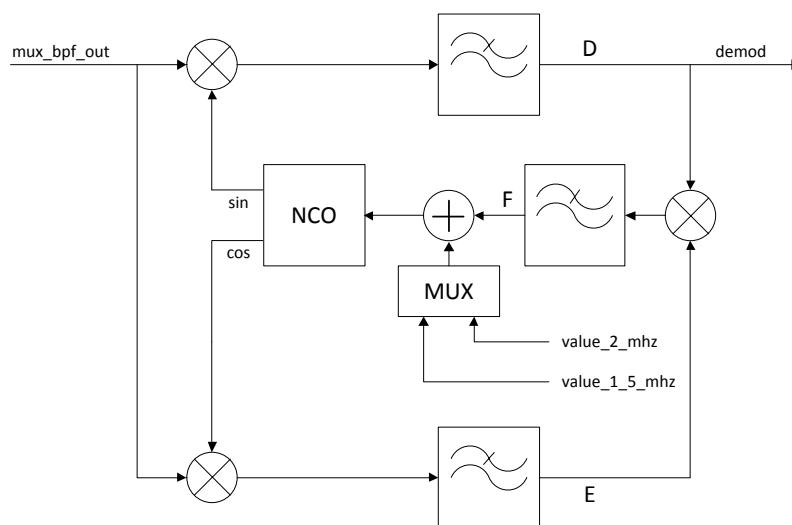 mux_bpf_out
D
demod
sin
NCO
F
cos
MUX
value_2_mhz
value_1_5_mhz
E